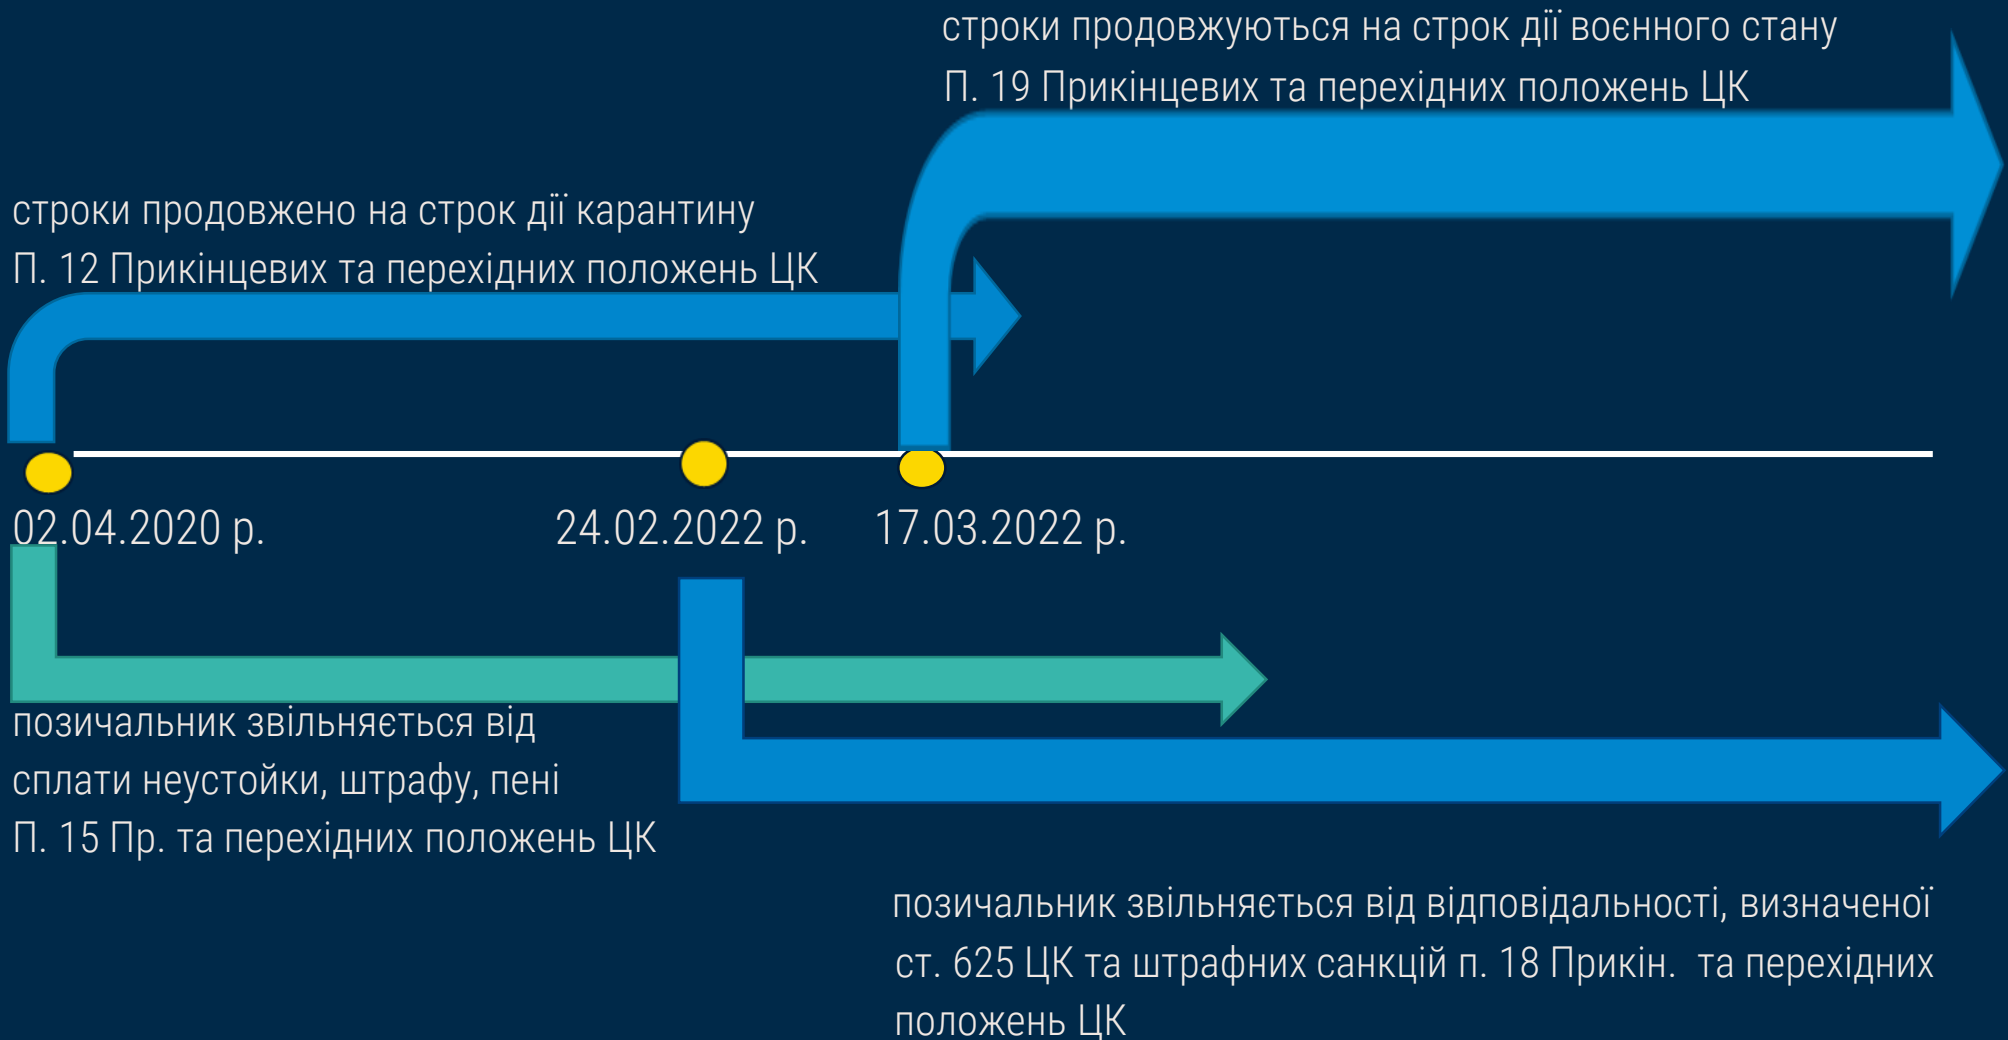 строки продовжуються на строк дії воєнного стану
П. 19 Прикінцевих та перехідних положень ЦК
строки продовжено на строк дії карантину
П. 12 Прикінцевих та перехідних положень ЦК
02.04.2020 р.
24.02.2022 р.
17.03.2022 р.
позичальник звільняється від
сплати неустойки, штрафу, пені
П. 15 Пр. та перехідних положень ЦК
позичальник звільняється від відповідальності, визначеної
ст. 625 ЦК та штрафних санкцій п. 18 Прикін. та перехідних
положень ЦК